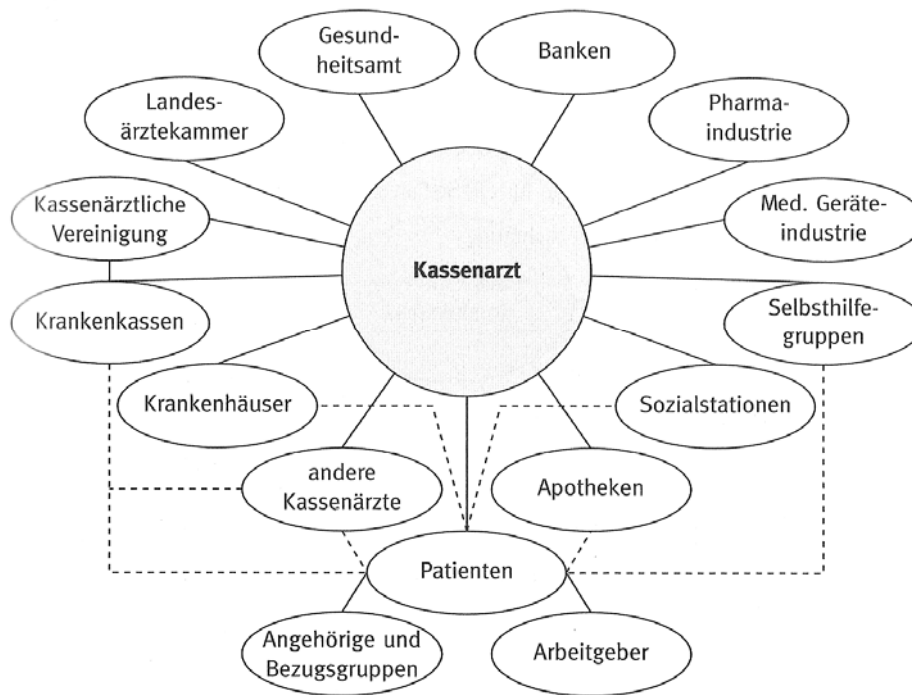 Gesund-
heitsamt
Banken
Landes-
ärztekammer
Pharma-
industrie
Kassenärztliche
Vereinigung
Med. Geräte-
industrie
Kassenarzt
Krankenkassen
Selbsthilfe-
gruppen
Krankenhäuser
Sozialstationen
andere
Kassenärzte
Apotheken
Patienten
Angehörige und
Bezugsgruppen
Arbeitgeber